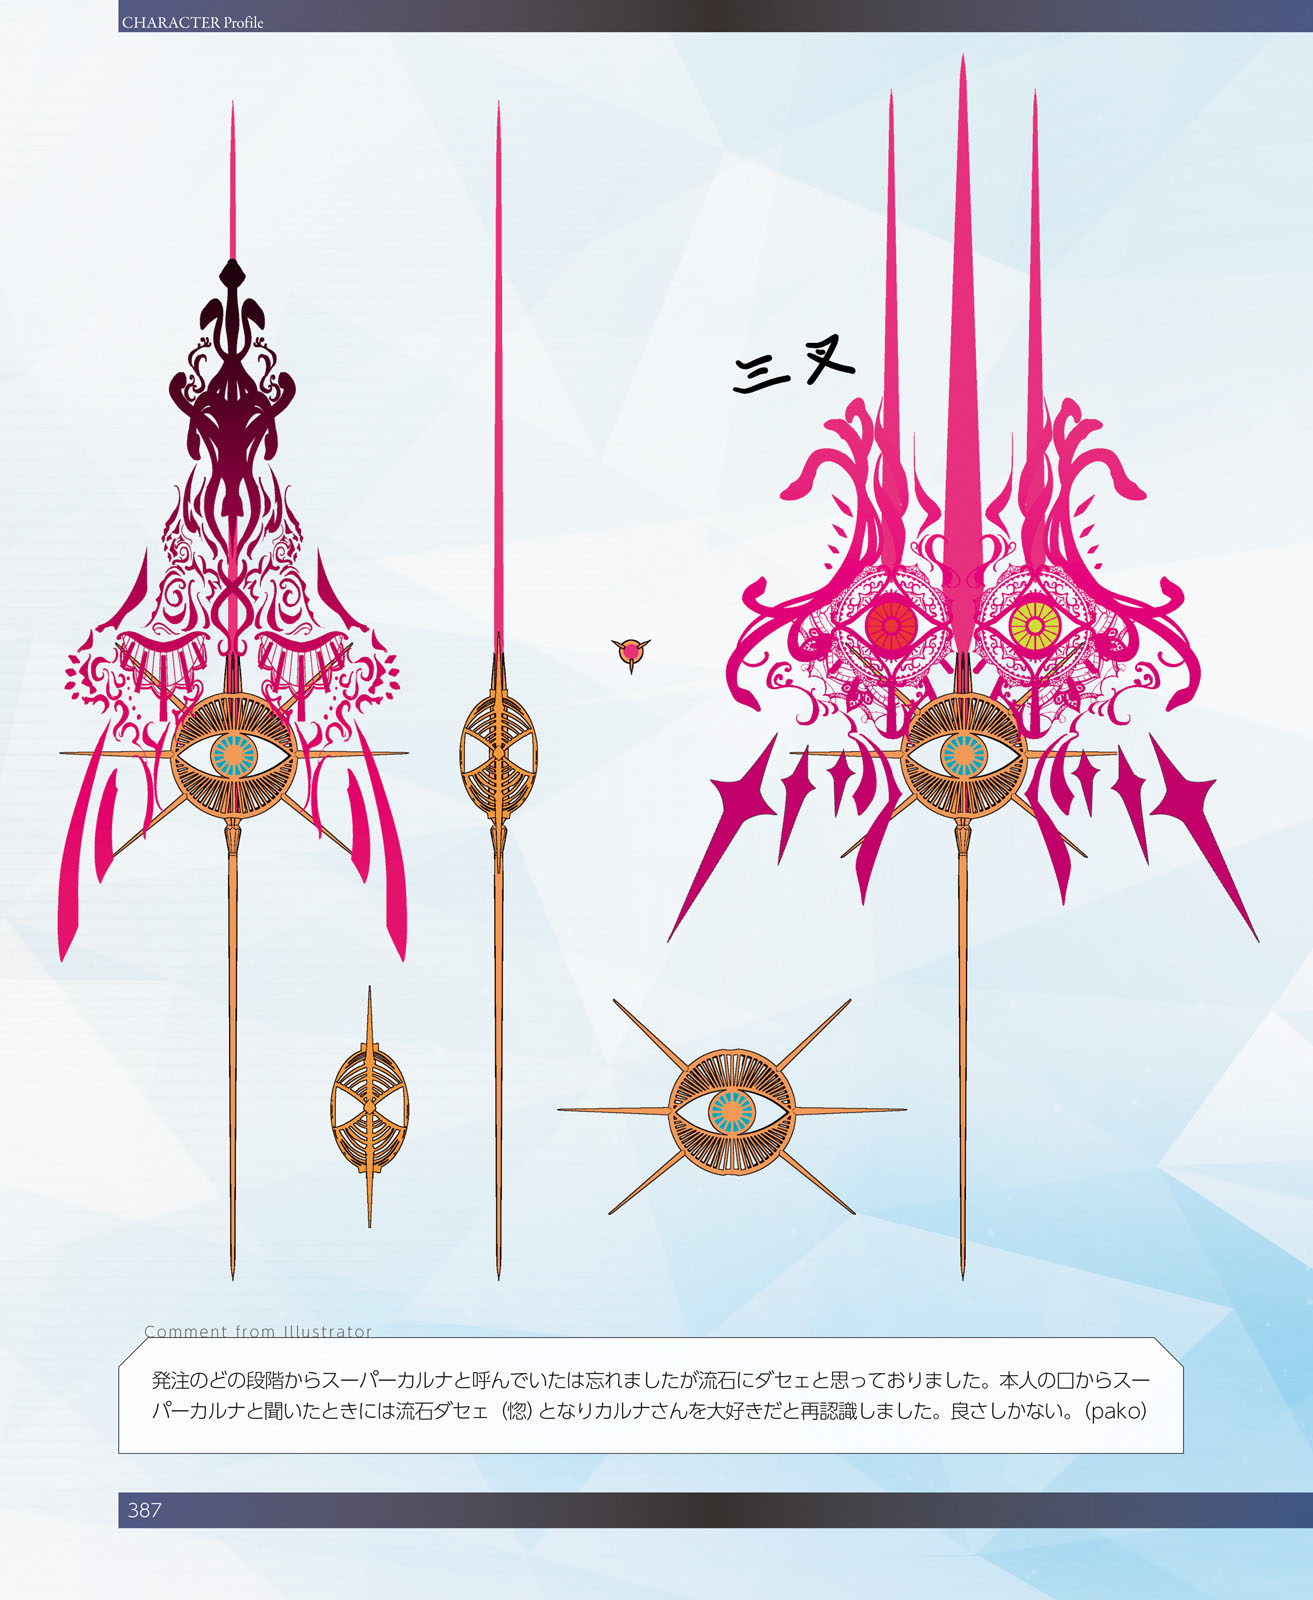 CHARACTER Profile
三叉
Comment from Illustrator
発注のどの段階からスーパーカルナと呼んでいたは忘れましたが流石にダセェと思っておりました。本人の口からスー
パーカルナと聞いたときには流石ダセェ（惚）となりカルナさんを大好きだと再認識しました。良さしかない。（pako）
387